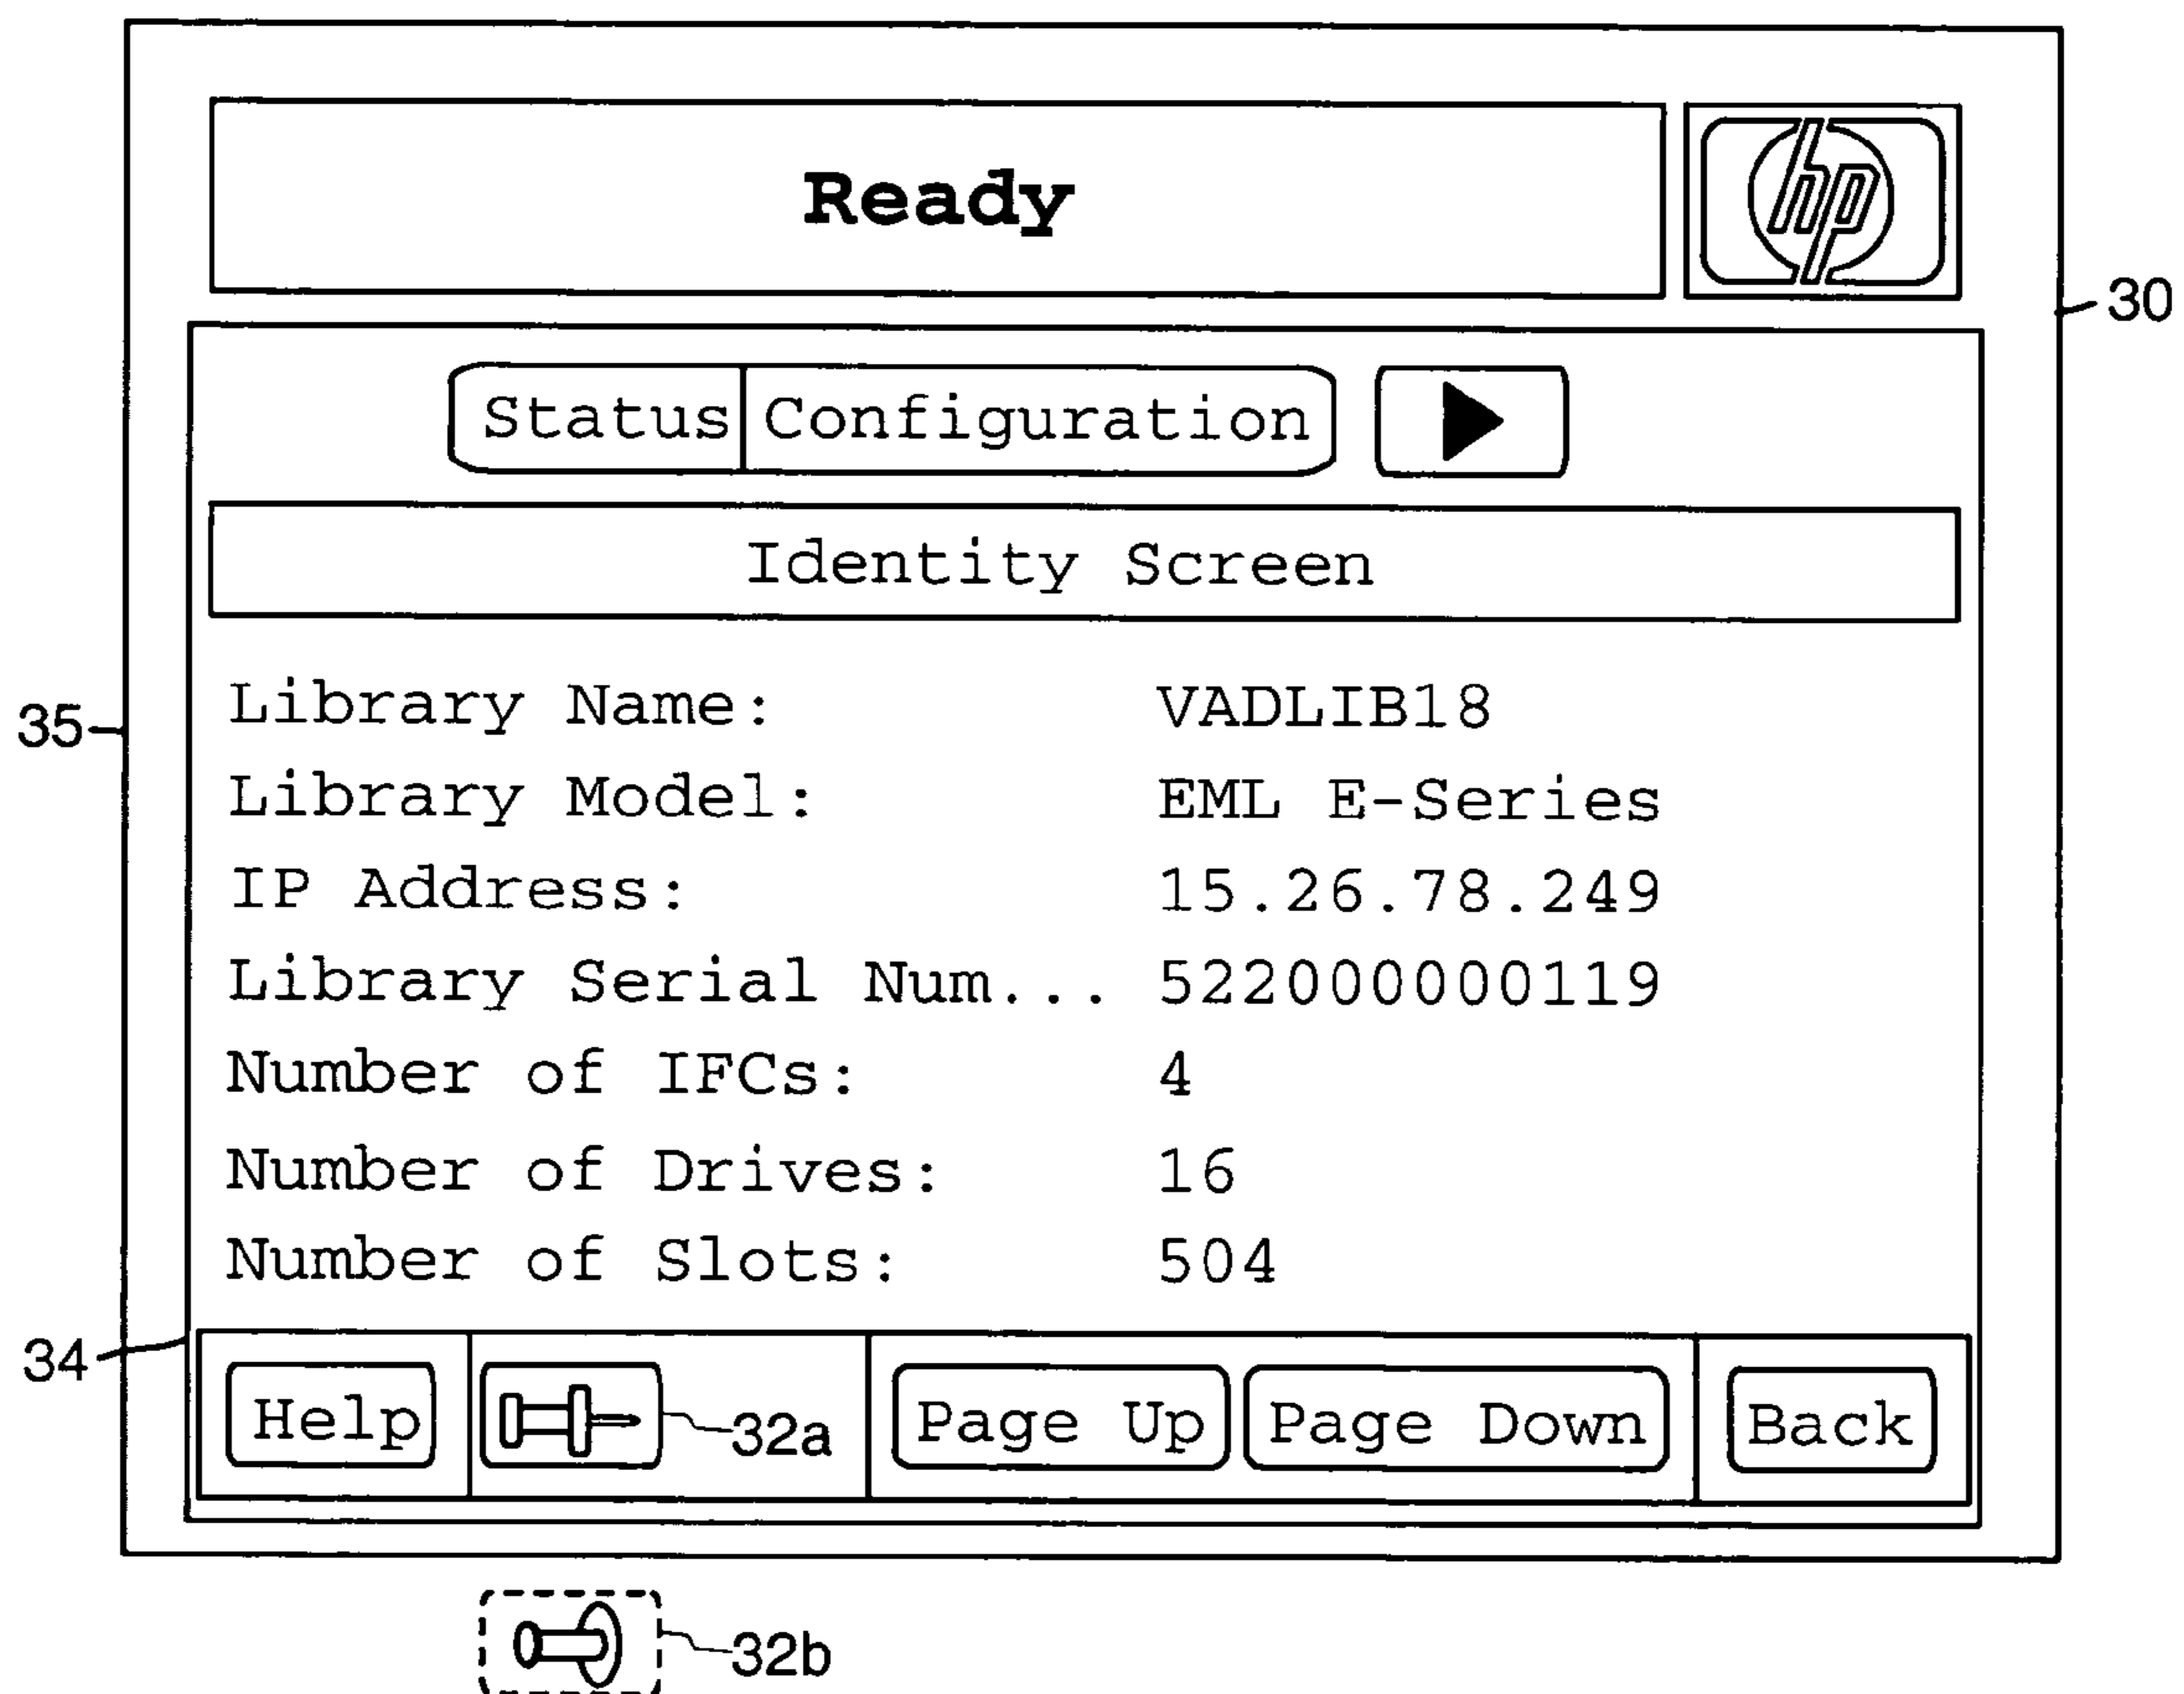 Ready
hp
30
Status Configuration
Identity Screen
Library Name: VADLIB18
35
Library Model: EML E-Series
IP Address: 15.26.78.249
Library Serial Num... 522000000119
Number of IFCs: 4
Number of Drives: 16
Number of Slots: 504
34
Help 32a Page Up Page Down Back
32b